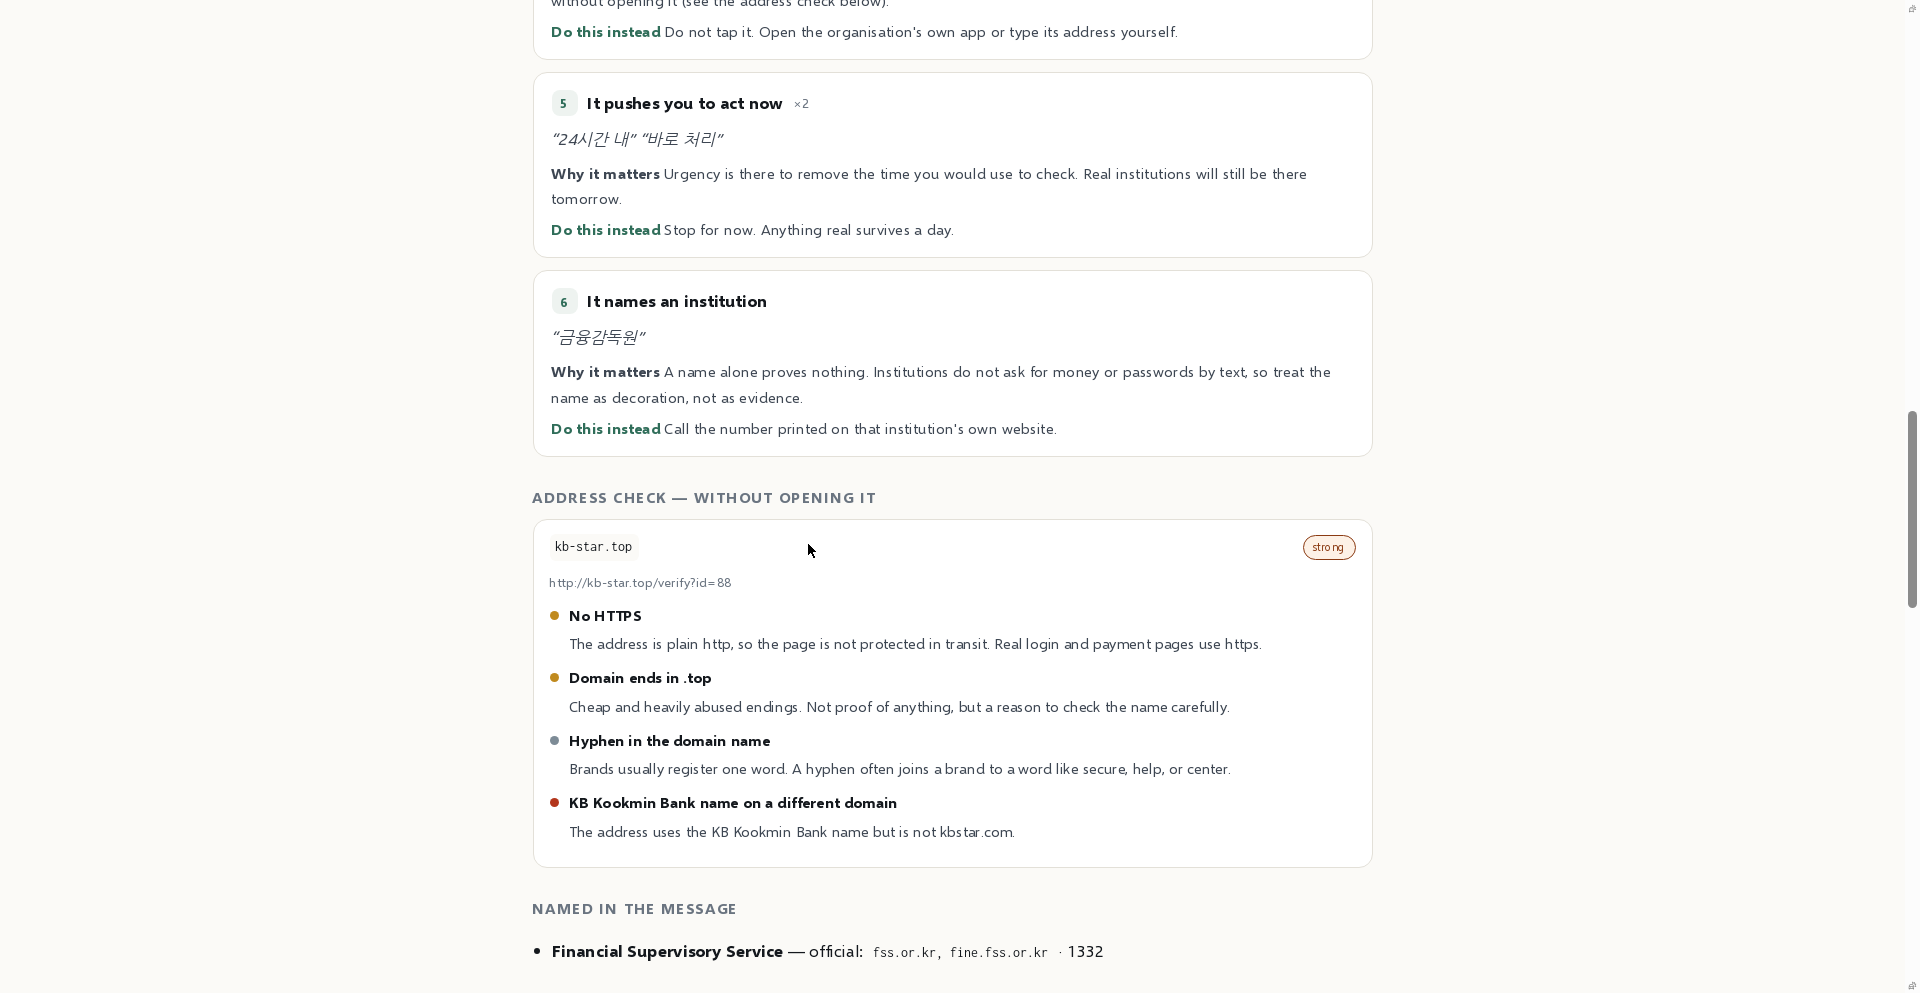 without opening it (see the address check below).
Do this instead Do not tap it. Open the organisation's own app or type its address yourself.
5 It pushes you to act now ×2
“24시간 내” “바로 처리”
Why it matters Urgency is there to remove the time you would use to check. Real institutions will still be there
tomorrow.
Do this instead Stop for now. Anything real survives a day.
6 It names an institution
“금융감독원”
Why it matters A name alone proves nothing. Institutions do not ask for money or passwords by text, so treat the
name as decoration, not as evidence.
Do this instead Call the number printed on that institution's own website.
ADDRESS CHECK — WITHOUT OPENING IT
kb-star.top strong
http://kb-star.top/verify?id=88
No HTTPS
The address is plain http, so the page is not protected in transit. Real login and payment pages use https.
Domain ends in .top
Cheap and heavily abused endings. Not proof of anything, but a reason to check the name carefully.
Hyphen in the domain name
Brands usually register one word. A hyphen often joins a brand to a word like secure, help, or center.
KB Kookmin Bank name on a different domain
The address uses the KB Kookmin Bank name but is not kbstar.com.
NAMED IN THE MESSAGE
• Financial Supervisory Service — official: fss.or.kr, fine.fss.or.kr · 1332